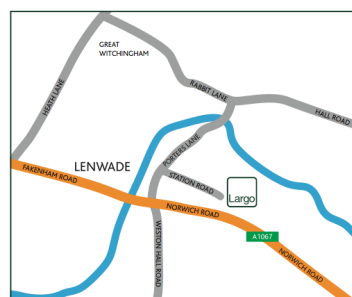 GREAT
WITCHINGHAM
HEATH LANE
RABBIT LANE
HALL ROAD
PORTERS LANE
LENWADE
FAKENHAM ROAD
STATION ROAD
Largo
NORWICH ROAD
WESTON HALL ROAD
A1067
NORWICH ROAD